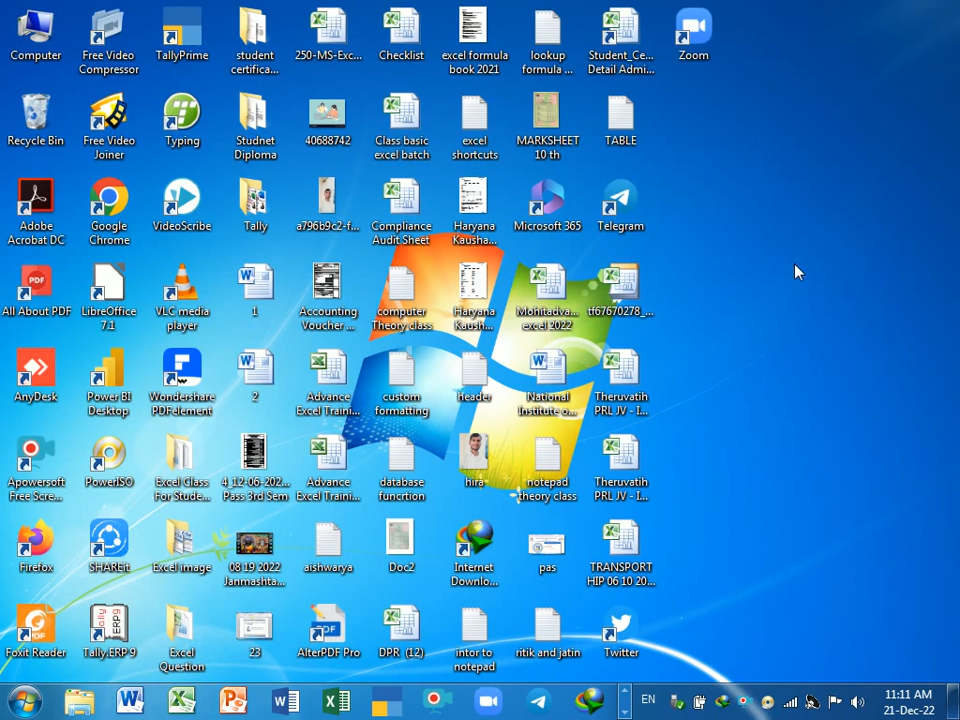 Computer
Free Video
Compressor
TallyPrime
student
certifica...
250-MS-Exc...
Checklist
excel formula
book 2021
lookup
formula ...
Student_Ce...
Detail Admi...
Zoom
Recycle Bin
Free Video
Joiner
Typing
Studnet
Diploma
40688742
Class basic
excel batch
excel
shortcuts
MARKSHEET
10 th
TABLE
Adobe
Acrobat DC
Google
Chrome
VideoScribe
Tally
a796b9c2-f...
Compliance
Audit Sheet
Haryana
Kausha...
Microsoft 365
Telegram
All About PDF
LibreOffice
7.1
VLC media
player
1
Accounting
Voucher ...
computer
Theory class
Haryana
Kaush...
Mohitadva...
excel 2022
tf67670278_...
AnyDesk
Power BI
Desktop
Wondershare
PDFelement
2
Advance
Excel Traini...
custom
formatting
Header
National
Institute o...
Theruvath
PRL JV - I...
Apowersoft
Free Scre...
PowerISO
Excel Class
For Stude...
4_12-06-202...
Pass 3rd Sem
Advance
Excel Traini...
database
funcrtion
hira
notepad
theory class
Theruvath
PRL JV - I...
Firefox
SHAREit
Excel image
08 19 2022
Janmashta...
aishwarya
Doc2
Internet
Downlo...
pas
TRANSPORT
HIP 06 10 20...
Foxit Reader
Tally.ERP 9
Excel
Question
23
AlterPDF Pro
DPR (12)
intor to
notepad
ritik and jatin
Twitter
EN
11:11 AM
21-Dec-22